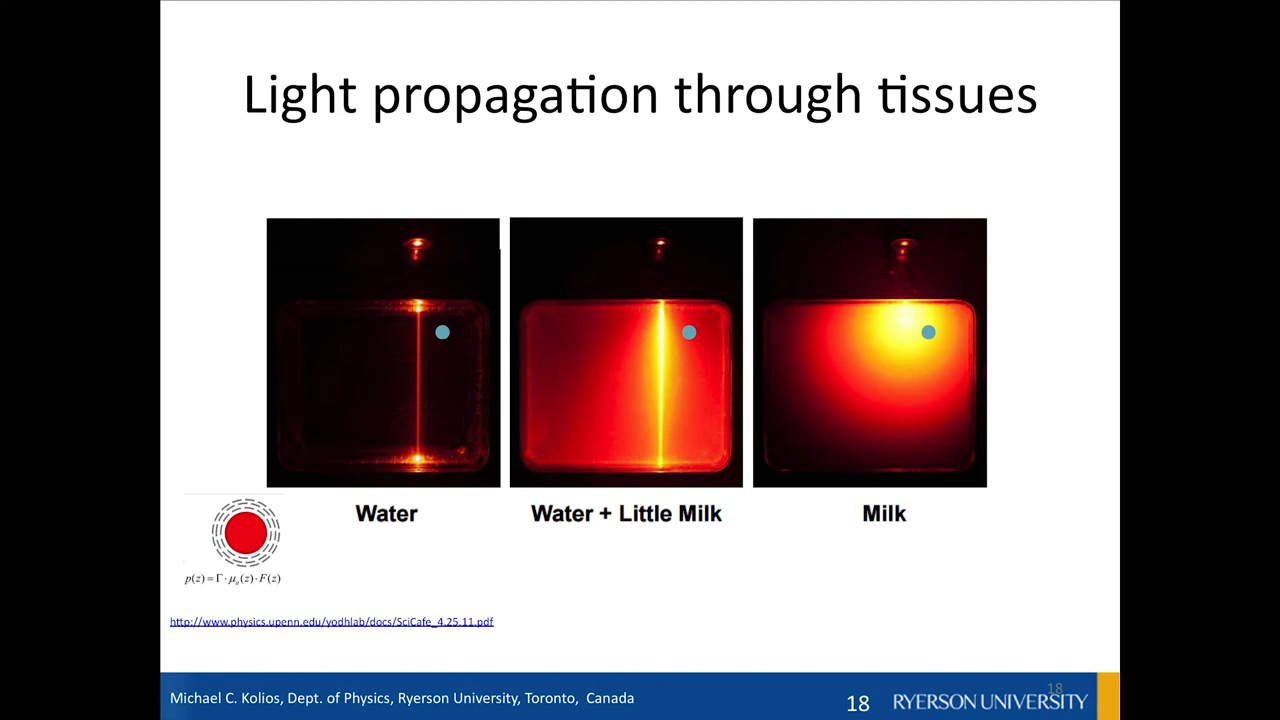 Light propagation through tissues
Water
Water + Little Milk
Milk
p(z)=Γ·μₐ(z)·F(z)
http://www.physics.upenn.edu/yodhlab/docs/SciCafe_4.25.11.pdf
Michael C. Kolios, Dept. of Physics, Ryerson University, Toronto, Canada
18
18
RYERSON UNIVERSITY